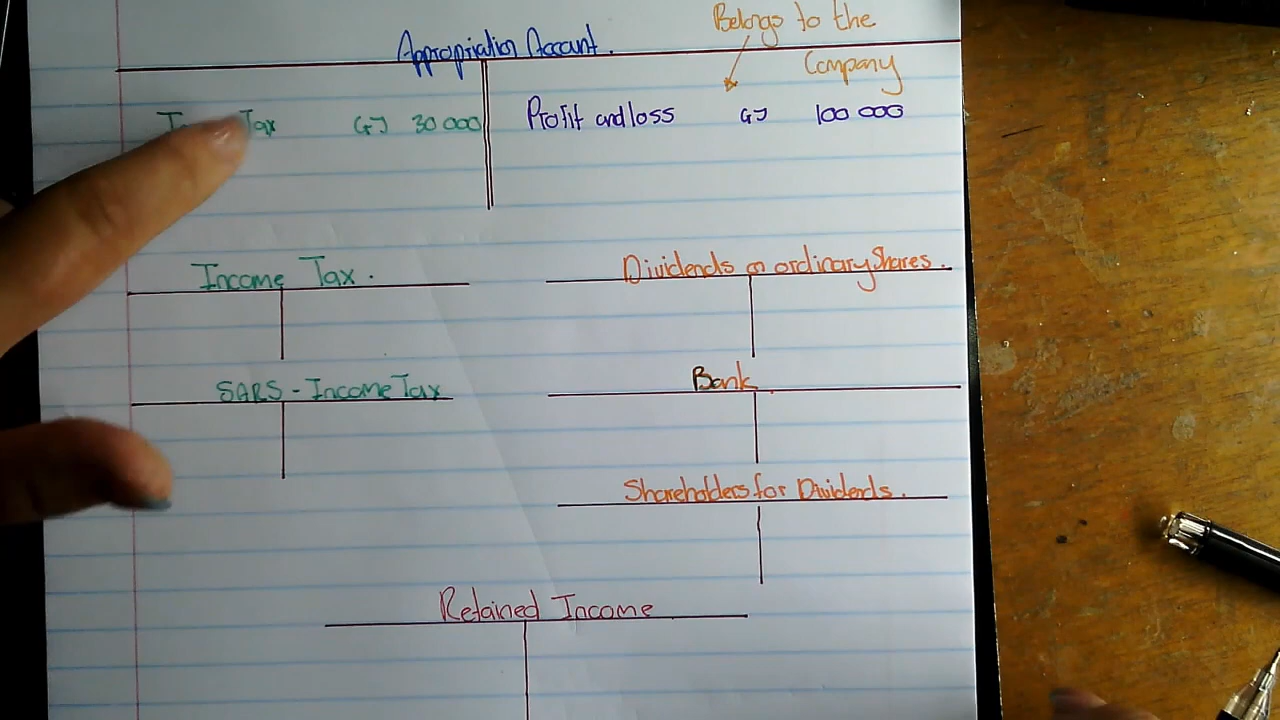 Belongs to the
Appropriation Account.
Company
Tax GJ 30 000 Profit and loss GJ 100 000
Income Tax.
Dividends on ordinary Shares.
SARS - Income Tax
Bank
Shareholders for Dividends.
Retained Income